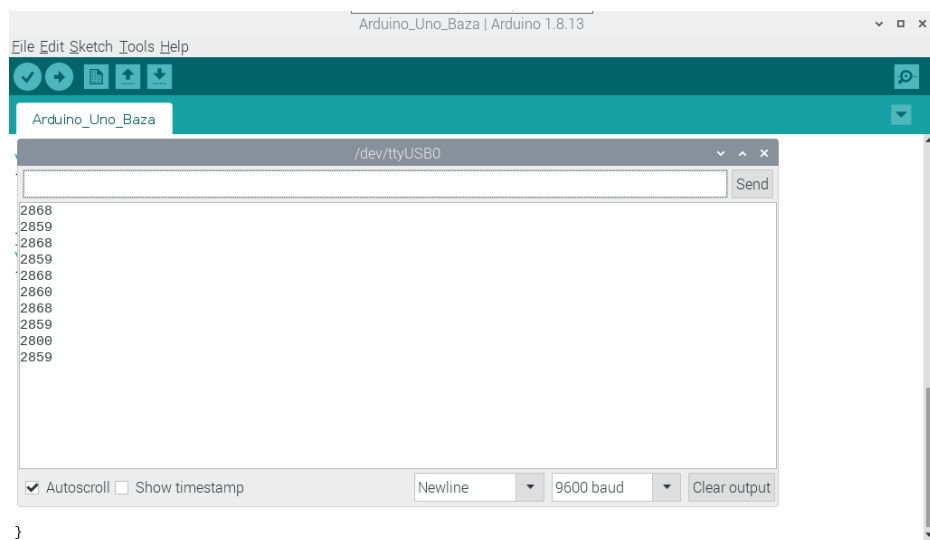 Arduino_Uno_Baza | Arduino 1.8.13
File Edit Sketch Tools Help
Arduino_Uno_Baza
/dev/ttyUSB0
Send
2868
2859
2868
2859
2868
2860
2868
2859
2800
2859
Autoscroll Show timestamp Newline 9600 baud Clear output
}